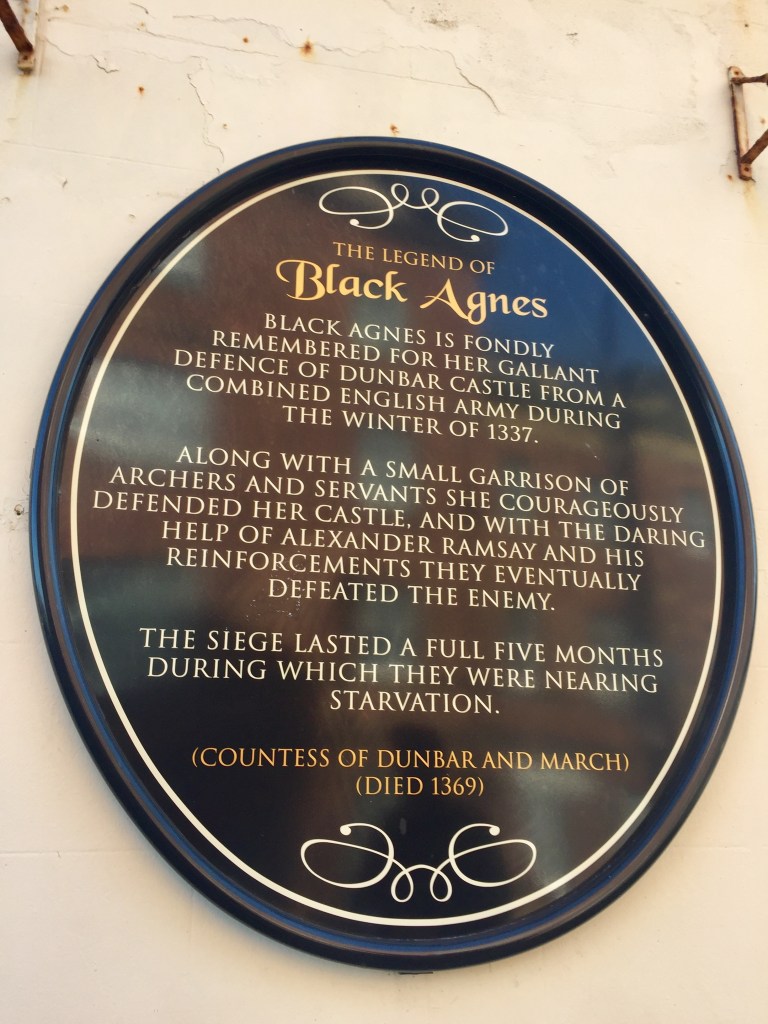 THE LEGEND OF
Black Agnes
BLACK AGNES IS FONDLY
REMEMBERED FOR HER GALLANT
DEFENCE OF DUNBAR CASTLE FROM A
COMBINED ENGLISH ARMY DURING
THE WINTER OF 1337.
ALONG WITH A SMALL GARRISON OF
ARCHERS AND SERVANTS SHE COURAGEOUSLY
DEFENDED HER CASTLE, AND WITH THE DARING
HELP OF ALEXANDER RAMSAY AND HIS
REINFORCEMENTS THEY EVENTUALLY
DEFEATED THE ENEMY.
THE SIEGE LASTED A FULL FIVE MONTHS
DURING WHICH THEY WERE NEARING
STARVATION.
(COUNTESS OF DUNBAR AND MARCH)
(DIED 1369)